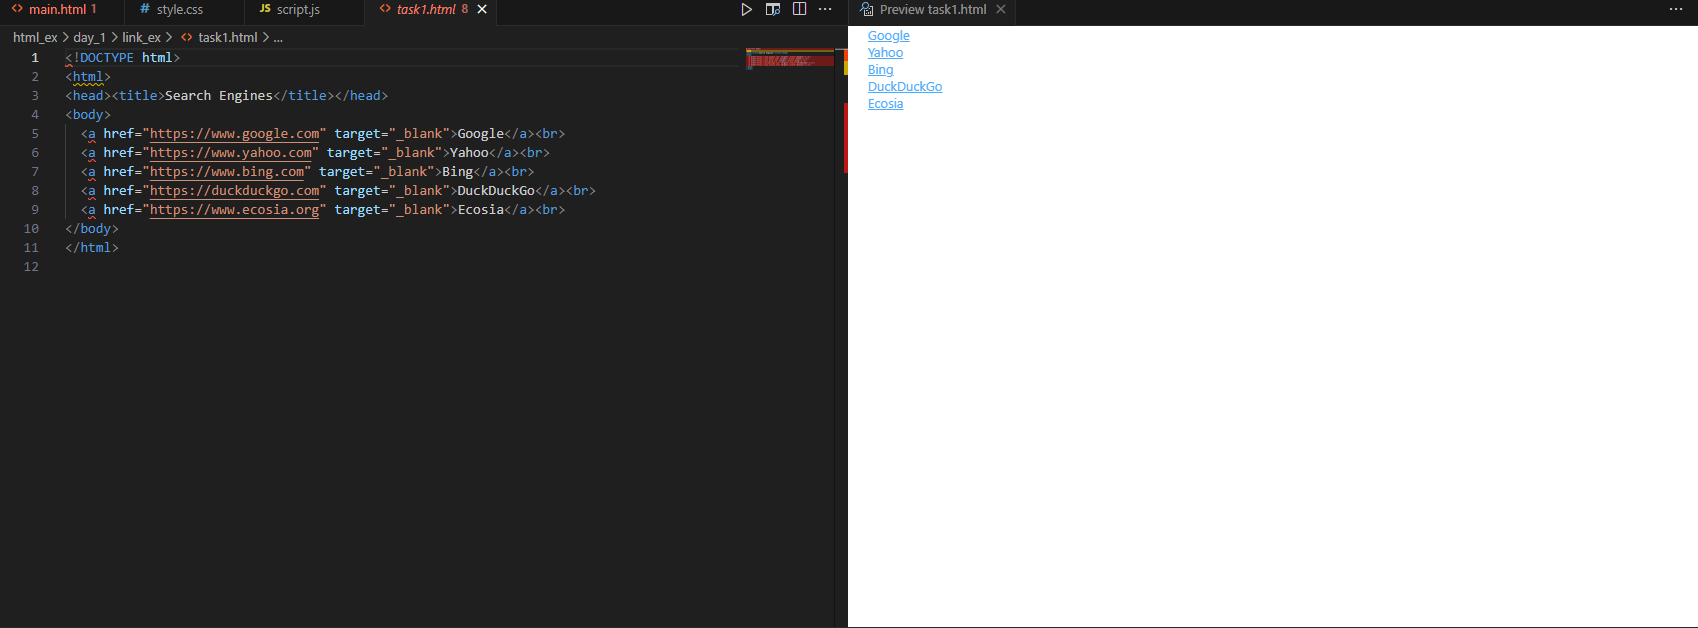 main.html 1
style.css
JS script.js
task1.html 8
Preview task1.html
html_ex > day_1 > link_ex > <> task1.html > ...
1 <!DOCTYPE html>
2 <html>
3 <head><title>Search Engines</title></head>
4 <body>
5 <a href="https://www.google.com" target="_blank">Google</a><br>
6 <a href="https://www.yahoo.com" target="_blank">Yahoo</a><br>
7 <a href="https://www.bing.com" target="_blank">Bing</a><br>
8 <a href="https://duckduckgo.com" target="_blank">DuckDuckGo</a><br>
9 <a href="https://www.ecosia.org" target="_blank">Ecosia</a><br>
10 </body>
11 </html>
12
Google
Yahoo
Bing
DuckDuckGo
Ecosia